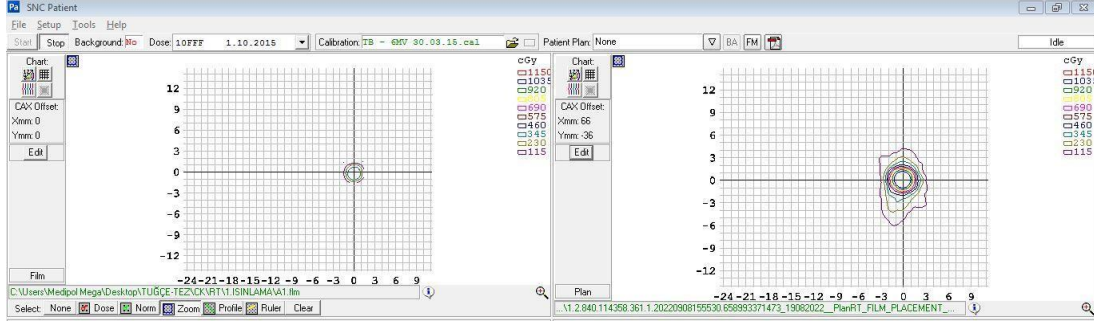 SNC Patient
File Setup Tools Help
Start Stop Background: No Dose: 10FFF 1.10.2015 Calibration: TB - 6MV 30.03.15.cal Patient Plan: None BA FM Idle
Chart:
CAX Offset:
Xmm: 0
Ymm: 0
Edit
Film
12
9
6
3
0
-3
-6
-9
-12
-24 -21 -18 -15 -12 -9 -6 -3 0 3 6 9
cGy
1150
1035
920
690
575
460
345
230
115
C:\Users\Medipol Mega\Desktop\TUĞÇE-TEZ\CK\RT\1.ISINLAMA\A1.flm
Select: None Dose Norm Zoom Profile Ruler Clear
Chart:
CAX Offset:
Xmm: 66
Ymm: -36
Edit
Plan
12
9
6
3
0
-3
-6
-9
-12
-24 -21 -18 -15 -12 -9 -6 -3 0 3 6 9
cGy
115
103
920
690
575
460
345
230
115
...\1.2.840.114358.361.1.20220908155530.658993371473_19082022__PlanRT_FILM_PLACEMENT_...